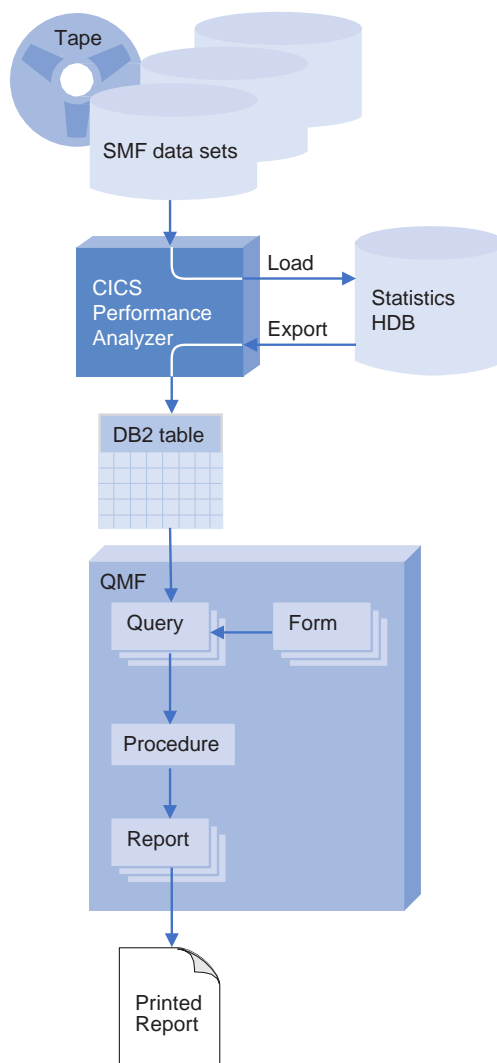 Tape
SMF data sets
CICS
Performance
Analyzer
Load
Export
Statistics
HDB
DB2 table
QMF
Query
Form
Procedure
Report
Printed
Report